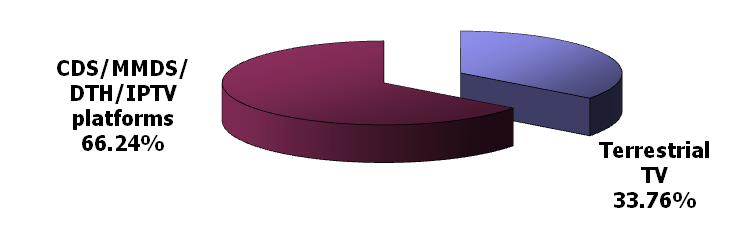 CDS/MMDS/
DTH/IPTV
platforms
66.24%
Terrestrial
TV
33.76%